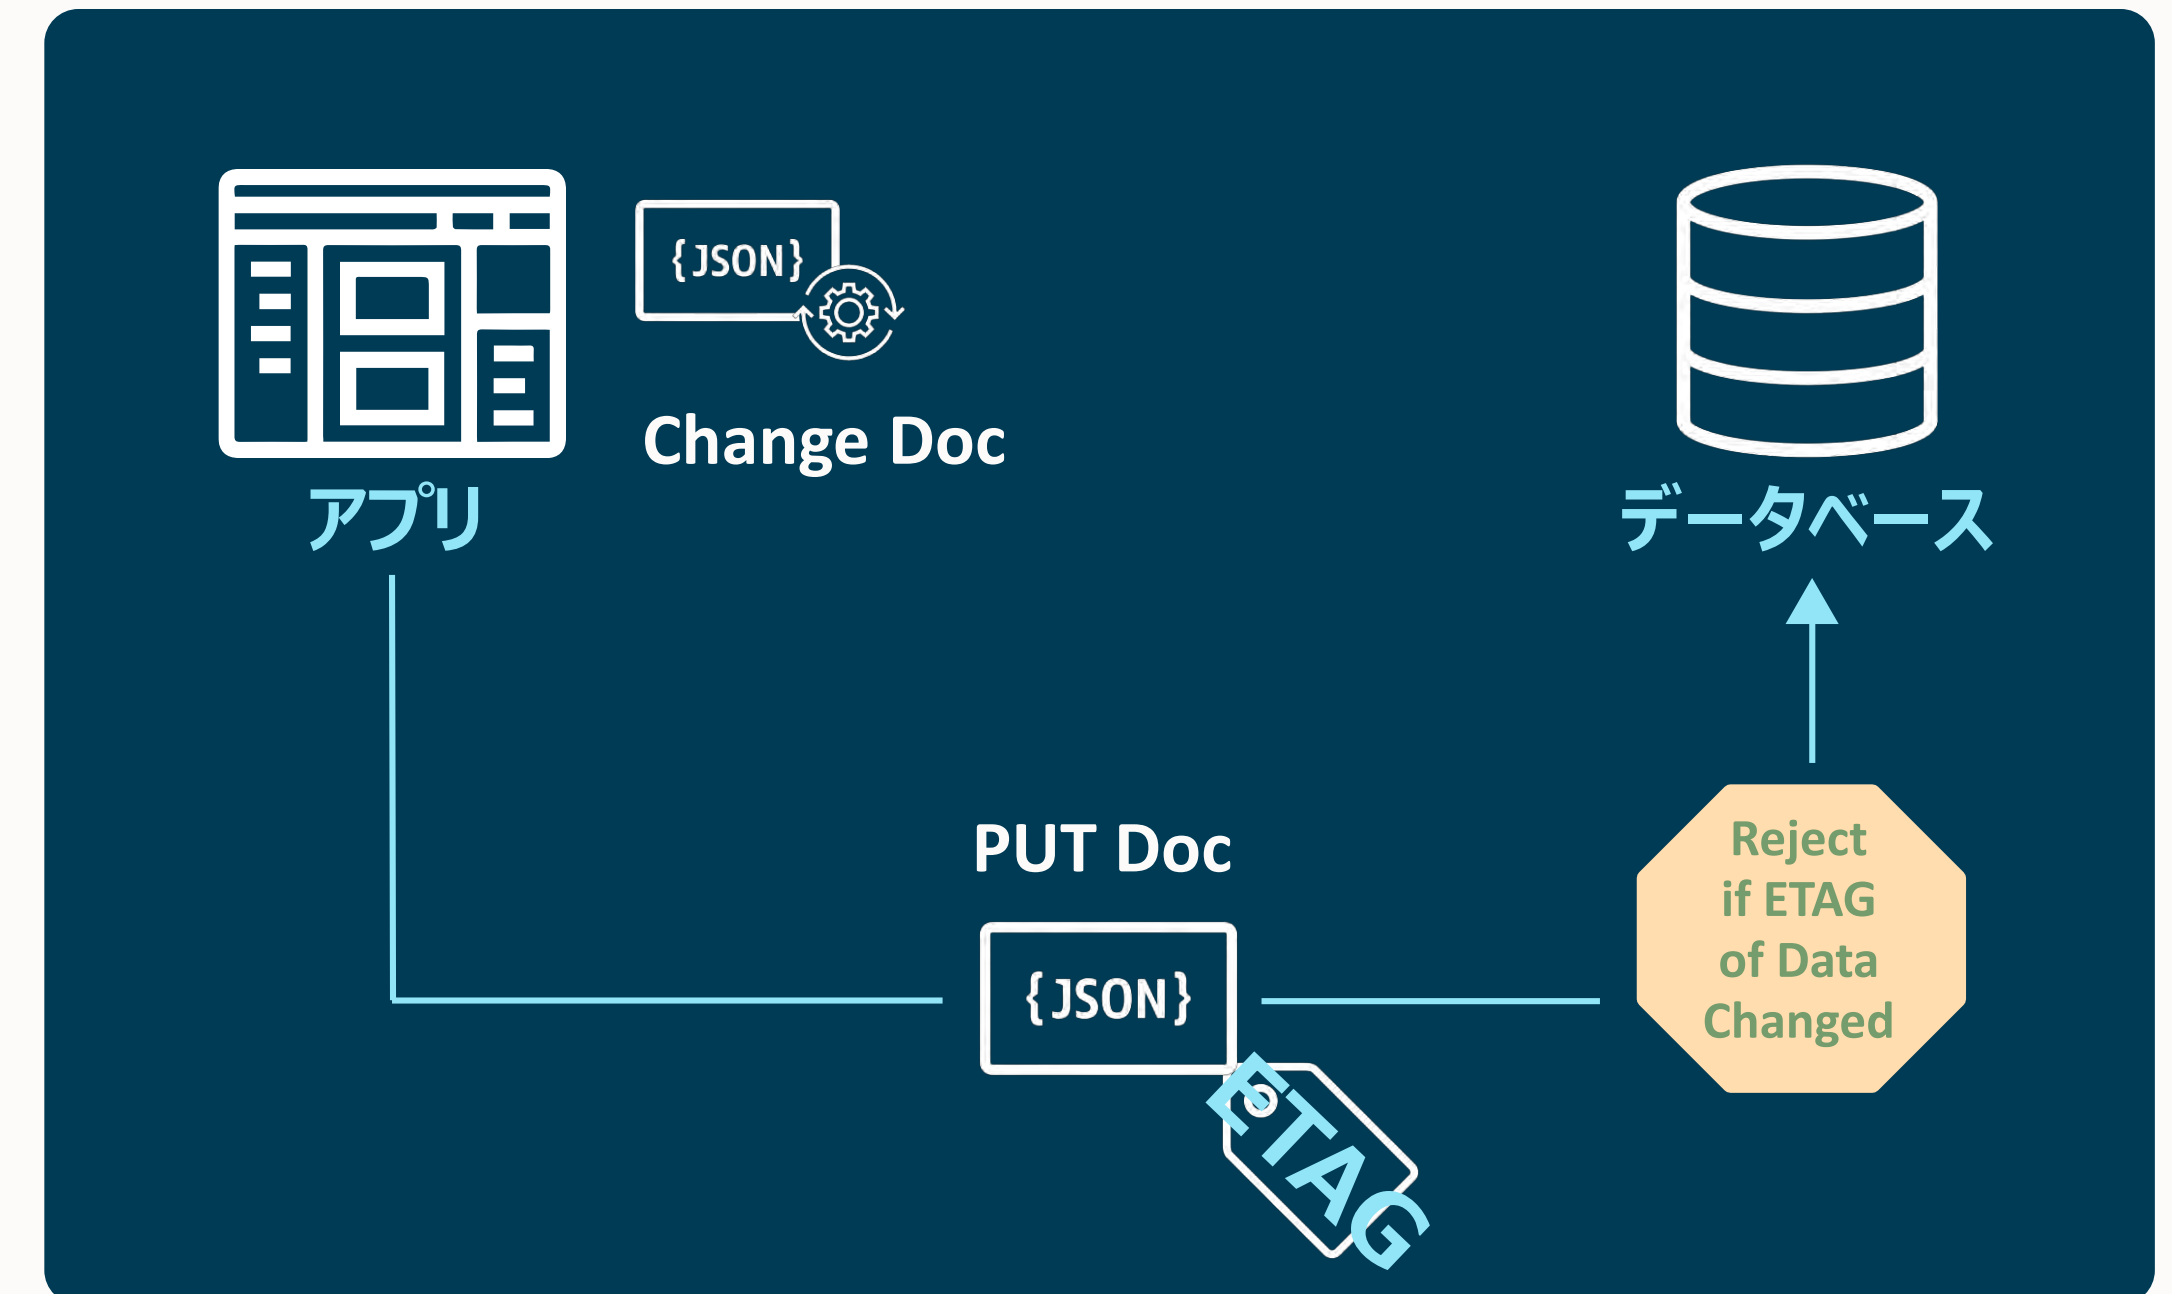 {JSON}
Change Doc
アプリ
データベース
PUT Doc
{JSON}
ETAG
Reject
if ETAG
of Data
Changed